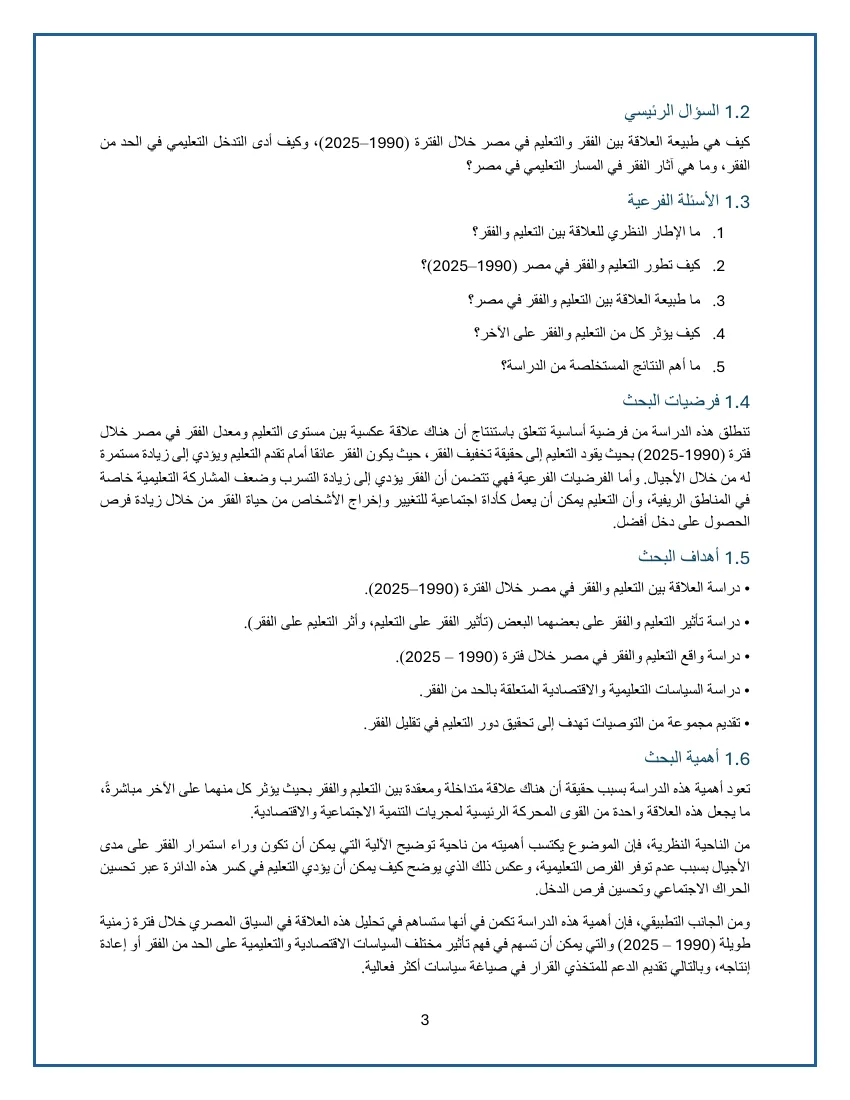 1.2 السؤال الرئيسي
كيف هي طبيعة العلاقة بين الفقر والتعليم في مصر خلال الفترة (1990–2025)، وكيف أدى التدخل التعليمي في الحد من
الفقر، وما هي آثار الفقر في المسار التعليمي في مصر؟
1.3 الأسئلة الفرعية
1. ما الإطار النظري للعلاقة بين التعليم والفقر؟
2. كيف تطور التعليم والفقر في مصر (1990–2025)؟
3. ما طبيعة العلاقة بين التعليم والفقر في مصر؟
4. كيف يؤثر كل من التعليم والفقر على الآخر؟
5. ما أهم النتائج المستخلصة من الدراسة؟
1.4 فرضيات البحث
تنطلق هذه الدراسة من فرضية أساسية تتعلق باستنتاج أن هناك علاقة عكسية بين مستوى التعليم ومعدل الفقر في مصر خلال
فترة (1990-2025) بحيث يقود التعليم إلى حقيقة تخفيف الفقر، حيث يكون الفقر عائقا أمام تقدم التعليم ويؤدي إلى زيادة مستمرة
له من خلال الأجيال. وأما الفرضيات الفرعية فهي تتضمن أن الفقر يؤدي إلى زيادة التسرب وضعف المشاركة التعليمية خاصة
في المناطق الريفية، وأن التعليم يمكن أن يعمل كأداة اجتماعية للتغيير وإخراج الأشخاص من حياة الفقر من خلال زيادة فرص
الحصول على دخل أفضل.
1.5 أهداف البحث
• دراسة العلاقة بين التعليم والفقر في مصر خلال الفترة (1990–2025).
• دراسة تأثير التعليم والفقر على بعضهما البعض (تأثير الفقر على التعليم، وأثر التعليم على الفقر).
• دراسة واقع التعليم والفقر في مصر خلال فترة (1990 – 2025).
• دراسة السياسات التعليمية والاقتصادية المتعلقة بالحد من الفقر.
• تقديم مجموعة من التوصيات تهدف إلى تحقيق دور التعليم في تقليل الفقر.
1.6 أهمية البحث
تعود أهمية هذه الدراسة بسبب حقيقة أن هناك علاقة متداخلة ومعقدة بين التعليم والفقر بحيث يؤثر كل منهما على الآخر مباشرةً،
ما يجعل هذه العلاقة واحدة من القوى المحركة الرئيسية لمجريات التنمية الاجتماعية والاقتصادية.
من الناحية النظرية، فإن الموضوع يكتسب أهميته من ناحية توضيح الآلية التي يمكن أن تكون وراء استمرار الفقر على مدى
الأجيال بسبب عدم توفر الفرص التعليمية، وعكس ذلك الذي يوضح كيف يمكن أن يؤدي التعليم في كسر هذه الدائرة عبر تحسين
الحراك الاجتماعي وتحسين فرص الدخل.
ومن الجانب التطبيقي، فإن أهمية هذه الدراسة تكمن في أنها ستساهم في تحليل هذه العلاقة في السياق المصري خلال فترة زمنية
طويلة (1990 – 2025) والتي يمكن أن تسهم في فهم تأثير مختلف السياسات الاقتصادية والتعليمية على الحد من الفقر أو إعادة
إنتاجه، وبالتالي تقديم الدعم للمتخذي القرار في صياغة سياسات أكثر فعالية.
3